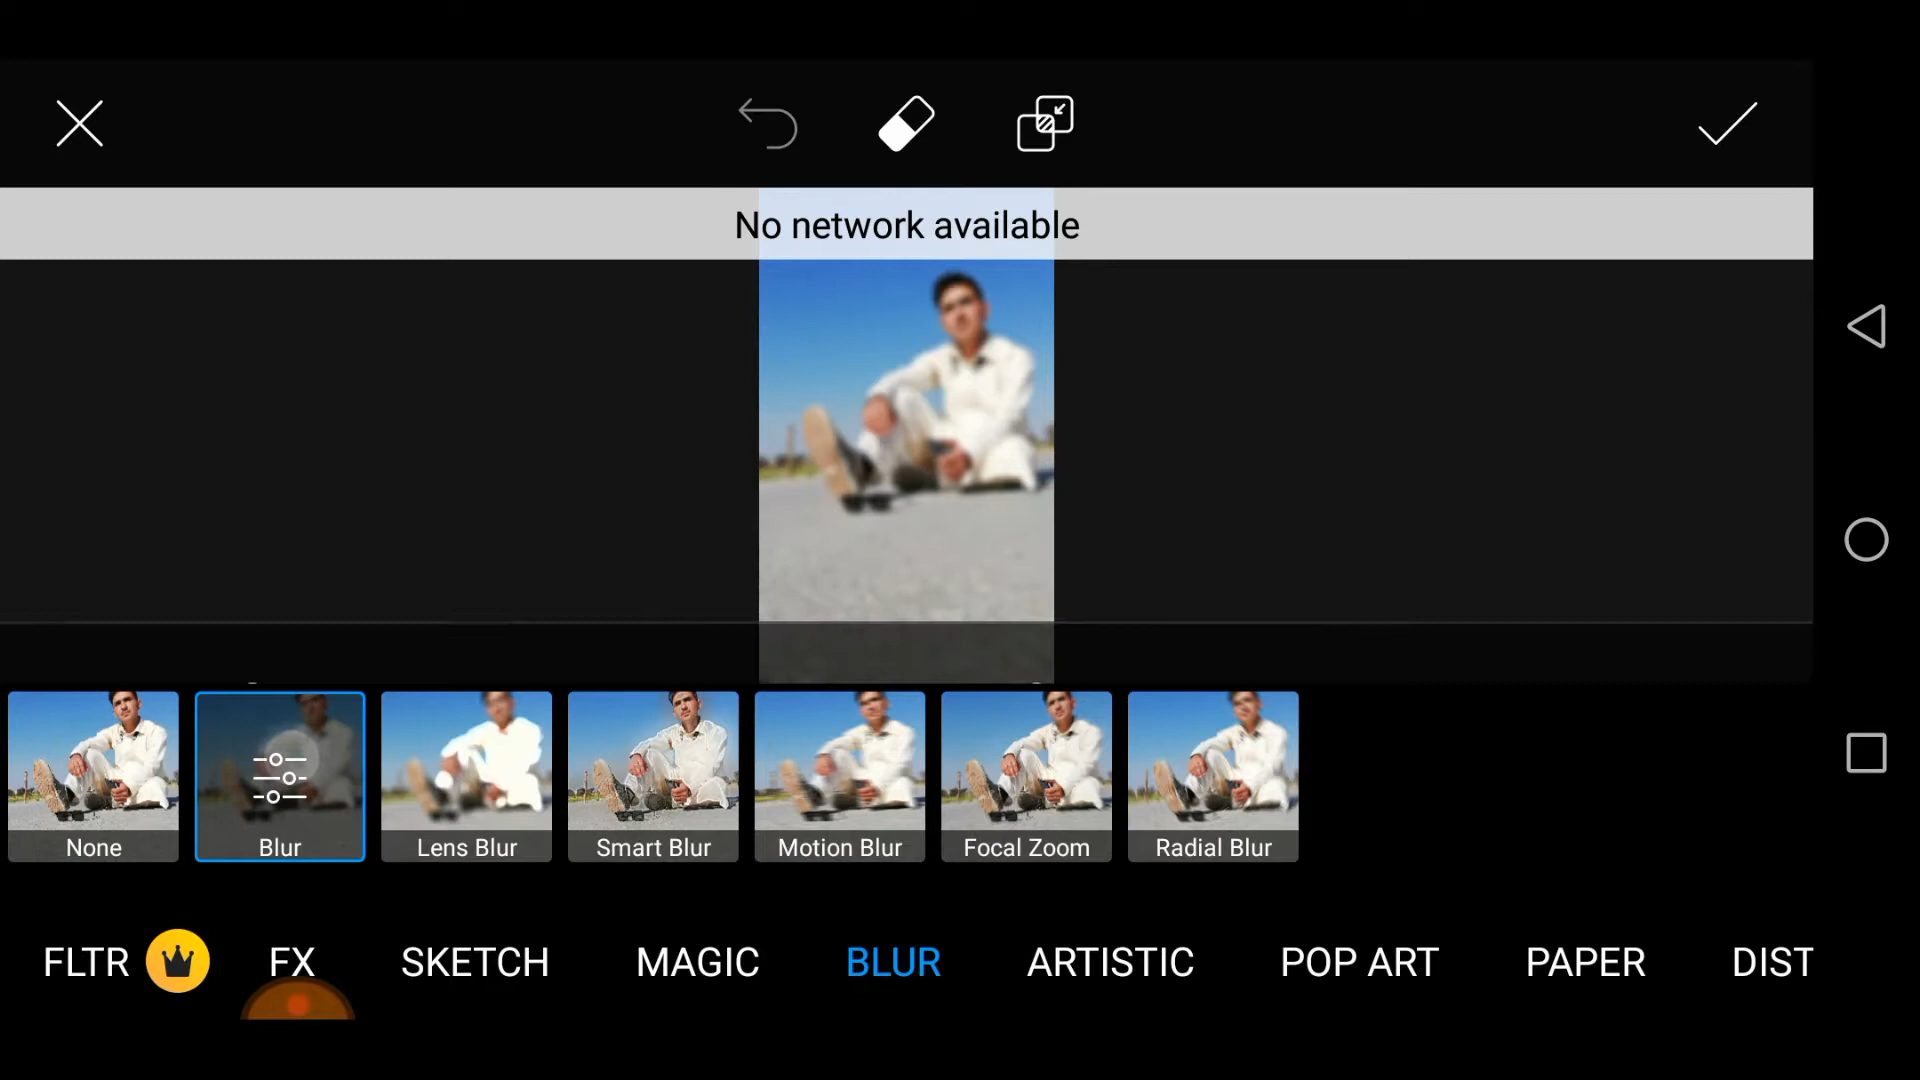 No network available
None
Blur
Lens Blur
Smart Blur
Motion Blur
Focal Zoom
Radial Blur
FLTR FX SKETCH MAGIC BLUR ARTISTIC POP ART PAPER DIST